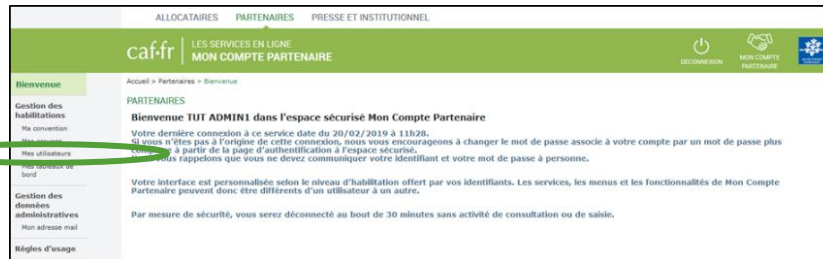 ALLOCATAIRES PARTENAIRES PRESSE ET INSTITUTIONNEL
caf•fr LES SERVICES EN LIGNE
MON COMPTE PARTENAIRE
DECONNEXION
MON COMPTE
PARTENAIRE
Bienvenue
Gestion des
habilitations
Ma convention
Mes utilisateurs
Mes tableaux de
bord
Gestion des
données
administratives
Mon adresse mail
Règles d'usage
Accueil > Partenaires > Bienvenue
PARTENAIRES
Bienvenue TUT ADMIN1 dans l'espace sécurisé Mon Compte Partenaire
Votre dernière connexion à ce service date du 20/02/2019 à 11h28.
Si vous n'êtes pas à l'origine de cette connexion, nous vous encourageons à changer le mot de passe associé à votre compte par un mot de passe plus
à partir de la page d'authentification à l'espace sécurisé.
vous rappelons que vous ne devez communiquer votre identifiant et votre mot de passe à personne.
Votre interface est personnalisée selon le niveau d'habilitation offert par vos identifiants. Les services, les menus et les fonctionnalités de Mon Compte
Partenaire peuvent donc être différents d'un utilisateur à un autre.
Par mesure de sécurité, vous serez déconnecté au bout de 30 minutes sans activité de consultation ou de saisie.